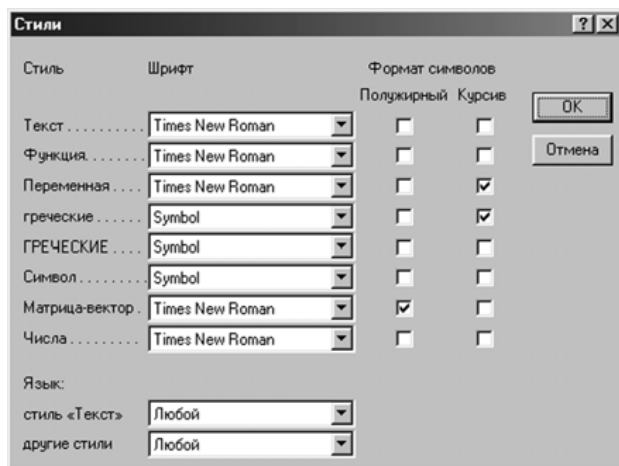 Стили
Стиль Шрифт Формат символов
Полужирный Курсив
OK
Текст . . . . . . . . . . Times New Roman
Функция. . . . . . . . Times New Roman
Отмена
Переменная . . . . Times New Roman
греческие . . . . . . Symbol
ГРЕЧЕСКИЕ . . . . Symbol
Символ . . . . . . . . Symbol
Матрица-вектор . Times New Roman
Числа . . . . . . . . . Times New Roman
Язык:
стиль «Текст» Любой
другие стили Любой